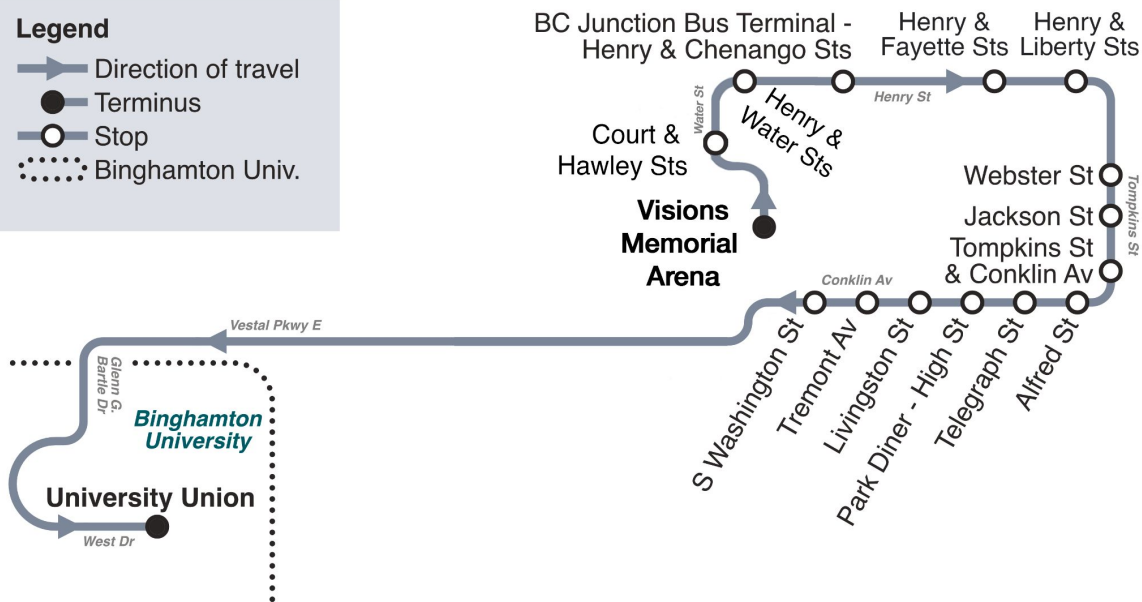 Legend
Direction of travel
Terminus
Stop
Binghamton Univ.
BC Junction Bus Terminal -
Henry & Chenango Sts
Henry &
Fayette Sts
Henry &
Liberty Sts
Water St
Henry St
Henry &
Water Sts
Court &
Hawley Sts
Visions
Memorial
Arena
Webster St
Jackson St
Tompkins St
& Conklin Av
Tompkins St
Conklin Av
S Washington St
Tremont Av
Livingston St
Park Diner - High St
Telegraph St
Alfred St
Vestal Pkwy E
Glenn G.
Bartle Dr
Binghamton
University
University Union
West Dr